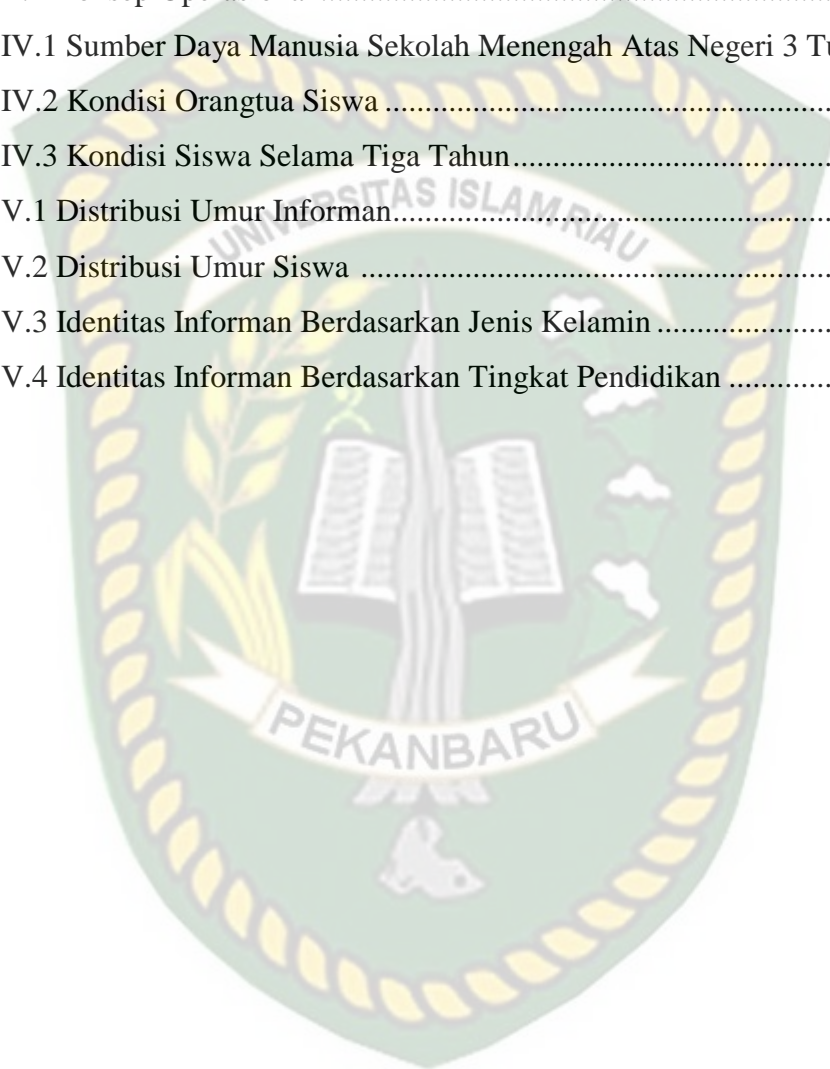 IV.1 Sumber Daya Manusia Sekolah Menengah Atas Negeri 3
IV.2 Kondisi Orangtua Siswa ........................................................
IV.3 Kondisi Siswa Selama Tiga Tahun ........................................
UNIVERSITAS ISLAM RIAU
V.1 Distribusi Umur Informan ......................................................
V.2 Distribusi Umur Siswa ..........................................................
V.3 Identitas Informan Berdasarkan Jenis Kelamin ......................
V.4 Identitas Informan Berdasarkan Tingkat Pendidikan .............
PEKANBARU